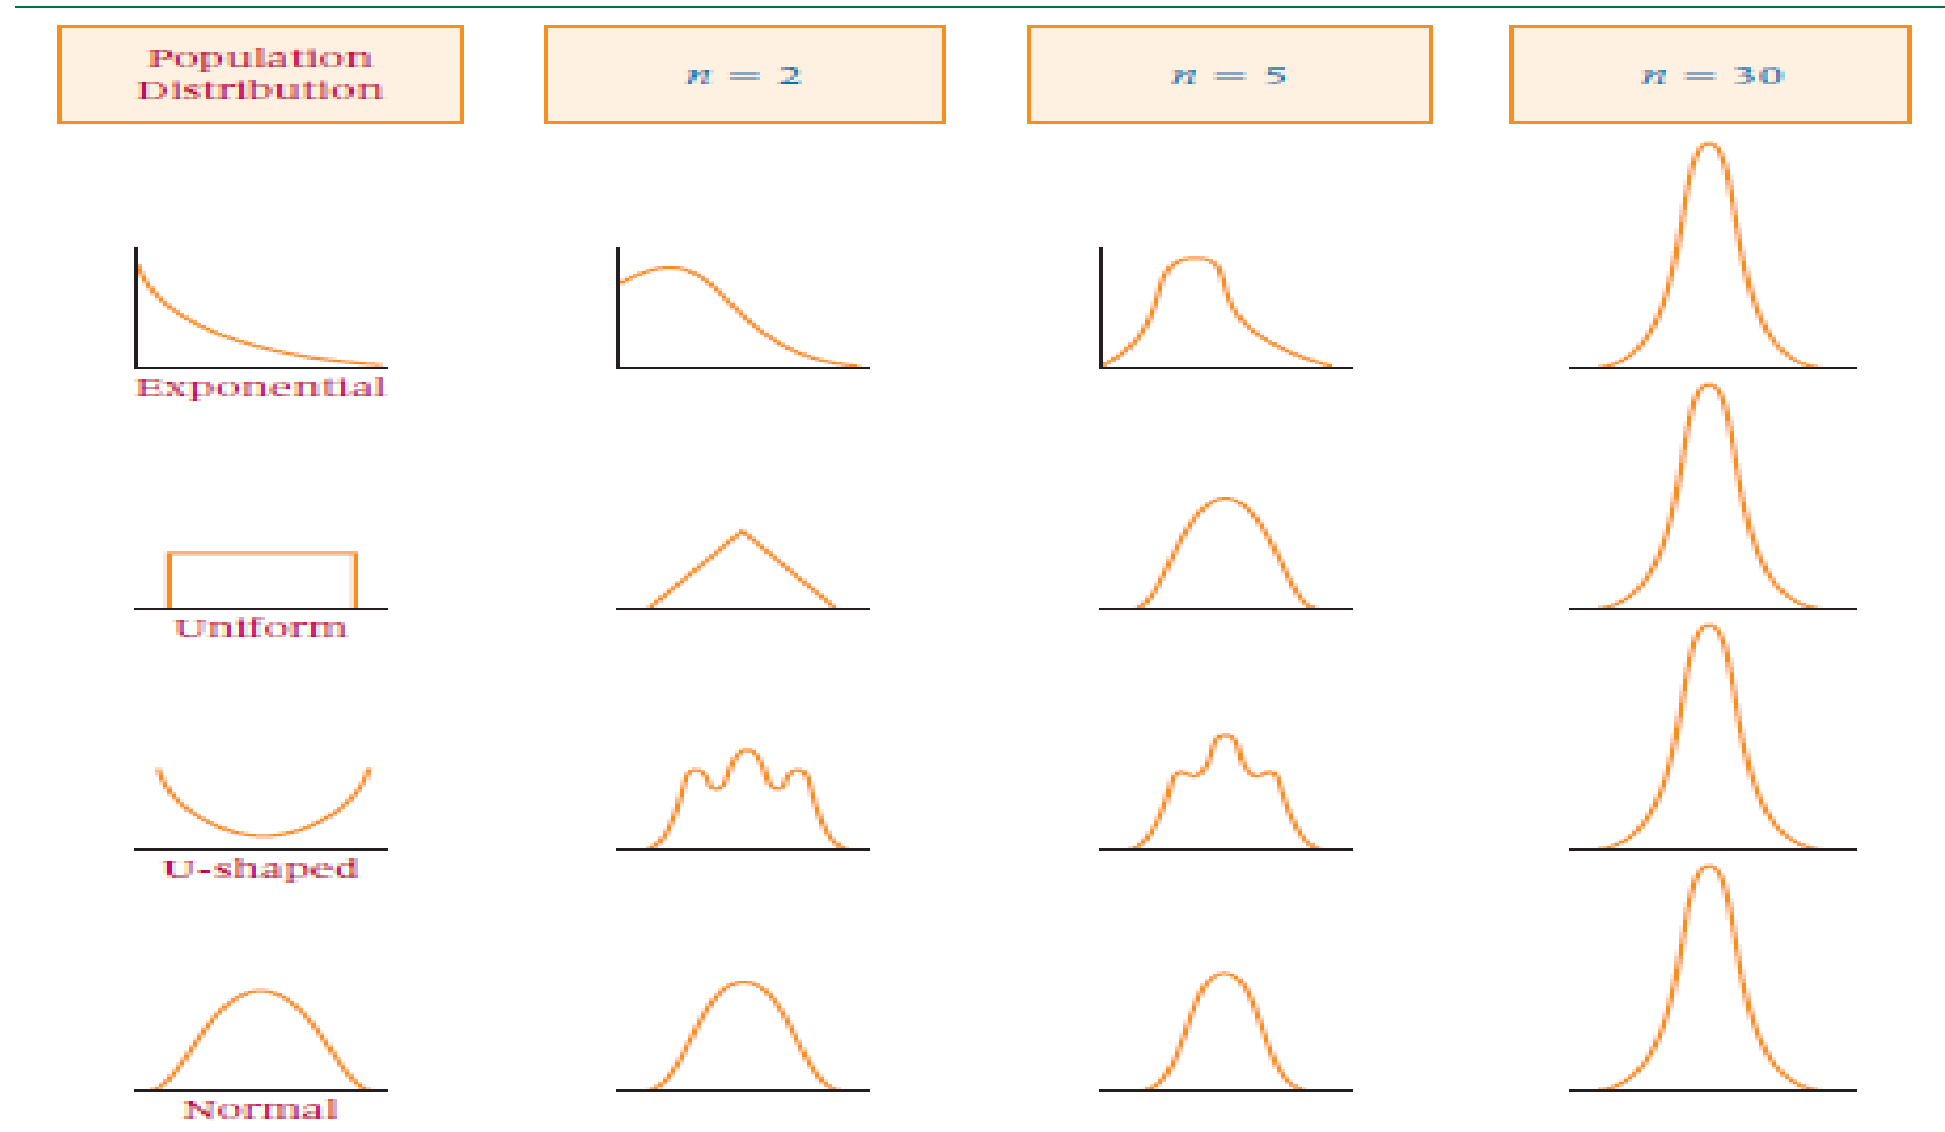 Population
Distribution
n = 2
n = 5
n = 30
Exponential
Uniform
U-shaped
Normal